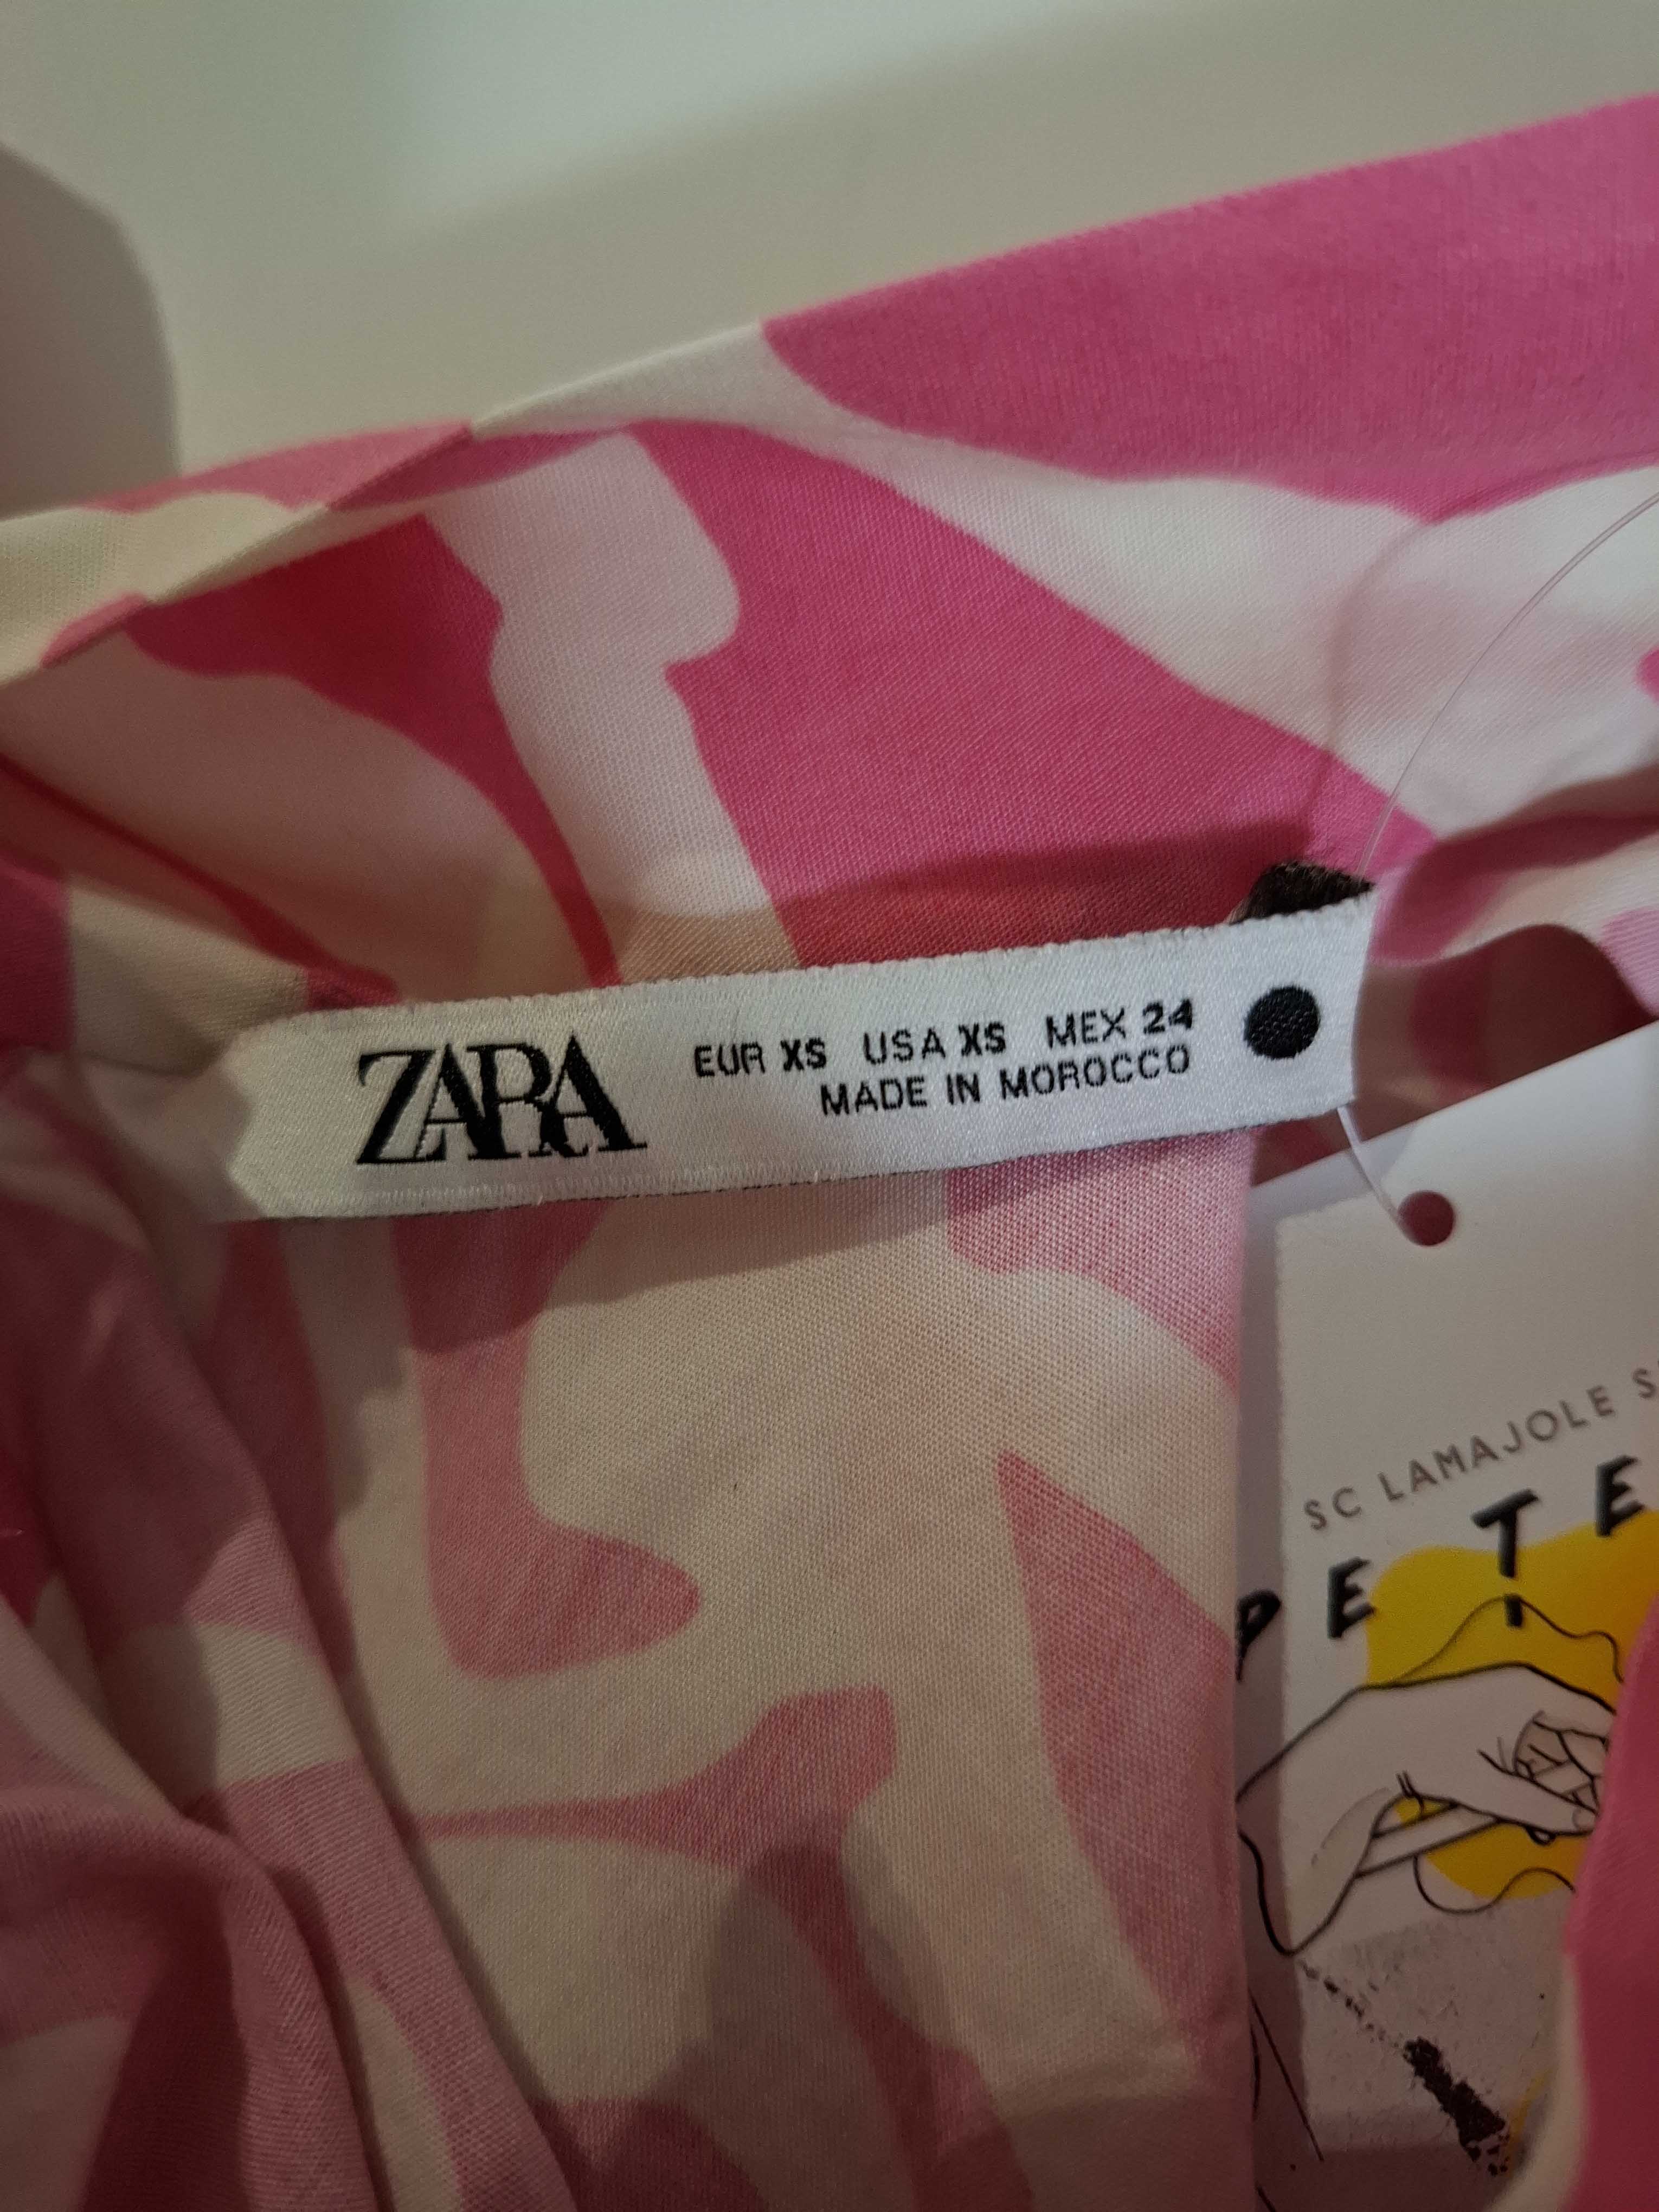 ZARA
EUR XS USA XS MEX 24
MADE IN MOROCCO
SC LAMAJOLE
PETE